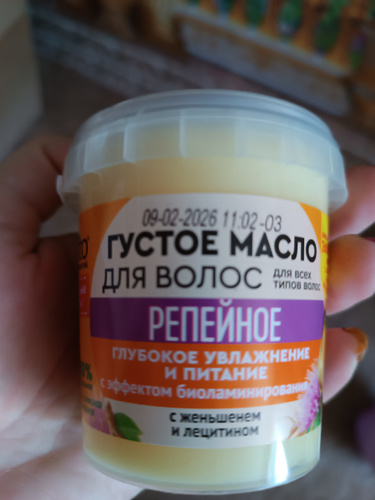 09-02-2026 11:02-03
ГУСТОЕ МАСЛО
ДЛЯ ВОЛОС
ДЛЯ ВСЕХ
ТИПОВ ВОЛОС
РЕПЕЙНОЕ
ГЛУБОКОЕ УВЛАЖНЕНИЕ
И ПИТАНИЕ
с эффектом биоламинирования
с женьшенем
и лецитином